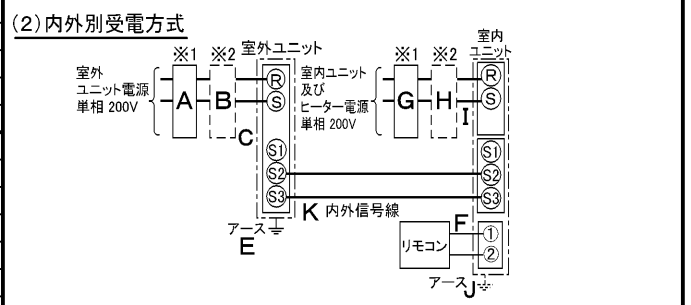 (2)内外別受電方式
※1 ※2 室外ユニット
室外
ユニット電源
単相 200V
A
B
C
R
S
S1
S2
S3
アース
E
※1 ※2
室内
ユニット
室内ユニット
及び
ヒーター電源
単相 200V
G
H
I
R
S
S1
S2
S3
K 内外信号線
リモコン
F
①
②
アース
J